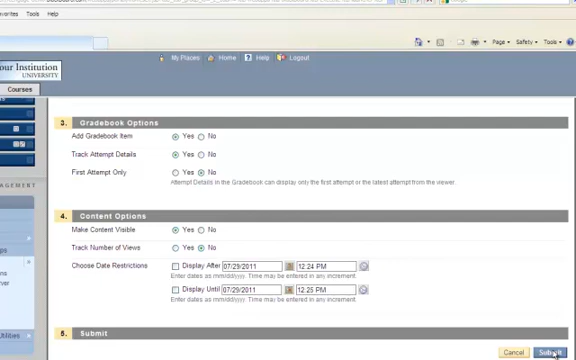 Favorites Tools Help
Page Safety Tools
My Places Home Help Logout
our Institution
UNIVERSITY
Courses
3. Gradebook Options
Add Gradebook Item Yes No
Track Attempt Details Yes No
First Attempt Only Yes No
Attempt Details in the Gradebook can display only the first attempt or the latest attempt from the viewer.
4. Content Options
Make Content Visible Yes No
Track Number of Views Yes No
Choose Date Restrictions Display After 07/29/2011 12:24 PM
Enter dates as mm/dd/yyyy. Time may be entered in any increment.
Display Until 07/29/2011 12:25 PM
Enter dates as mm/dd/yyyy. Time may be entered in any increment.
5. Submit
Cancel Submit